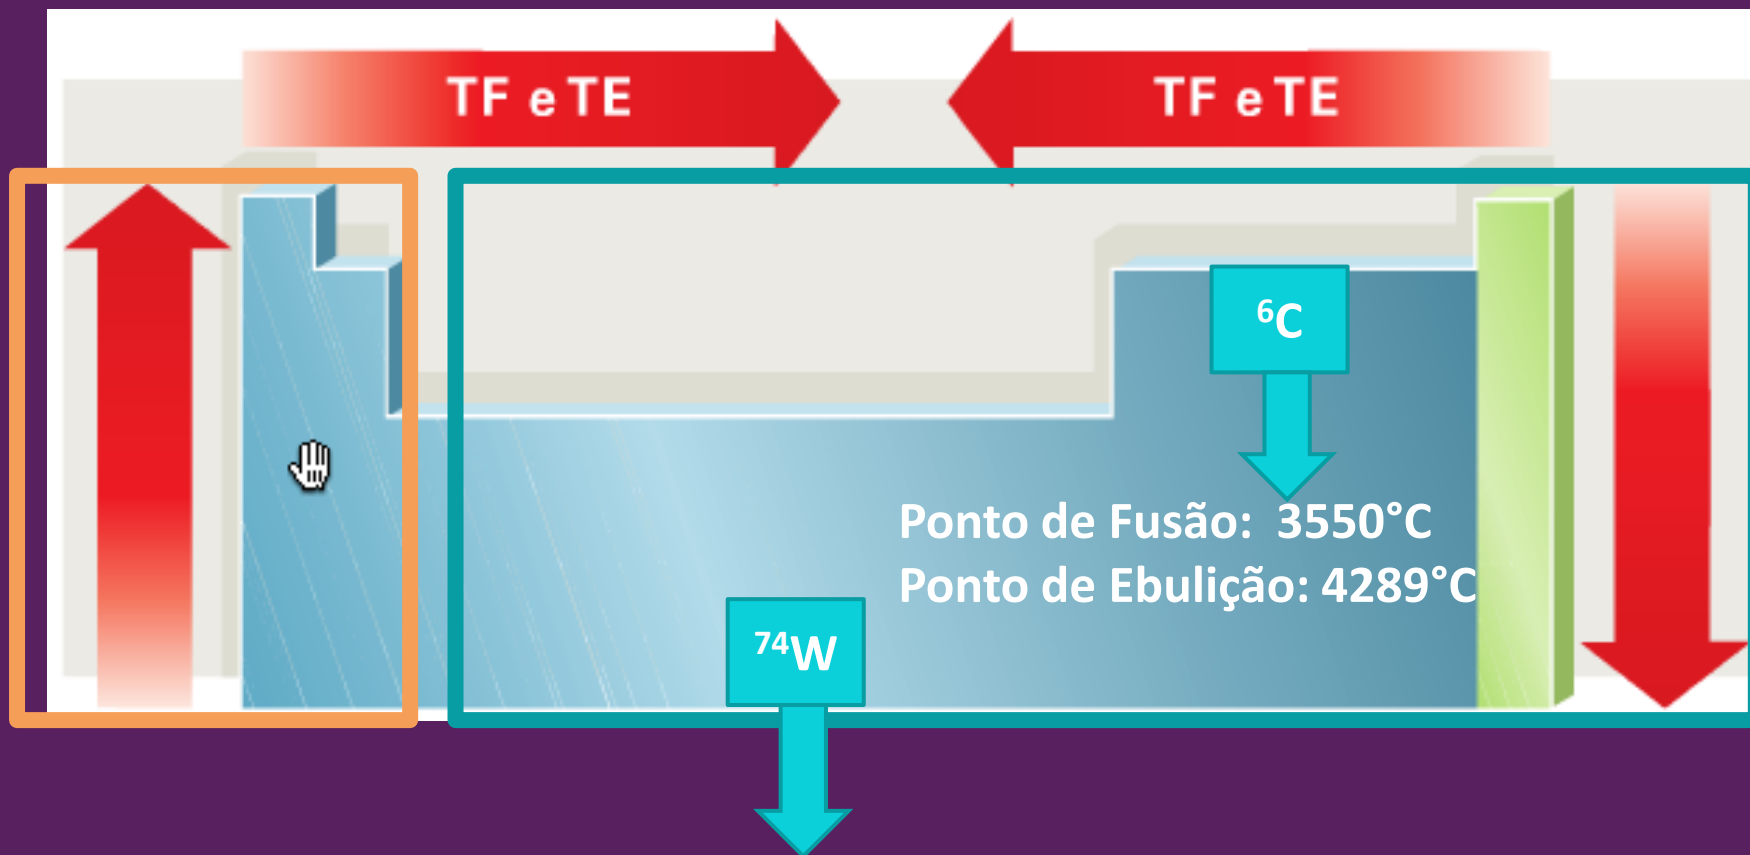 TF e TE
TF e TE
⁶C
Ponto de Fusão: 3550°C
Ponto de Ebulição: 4289°C
⁷⁴W